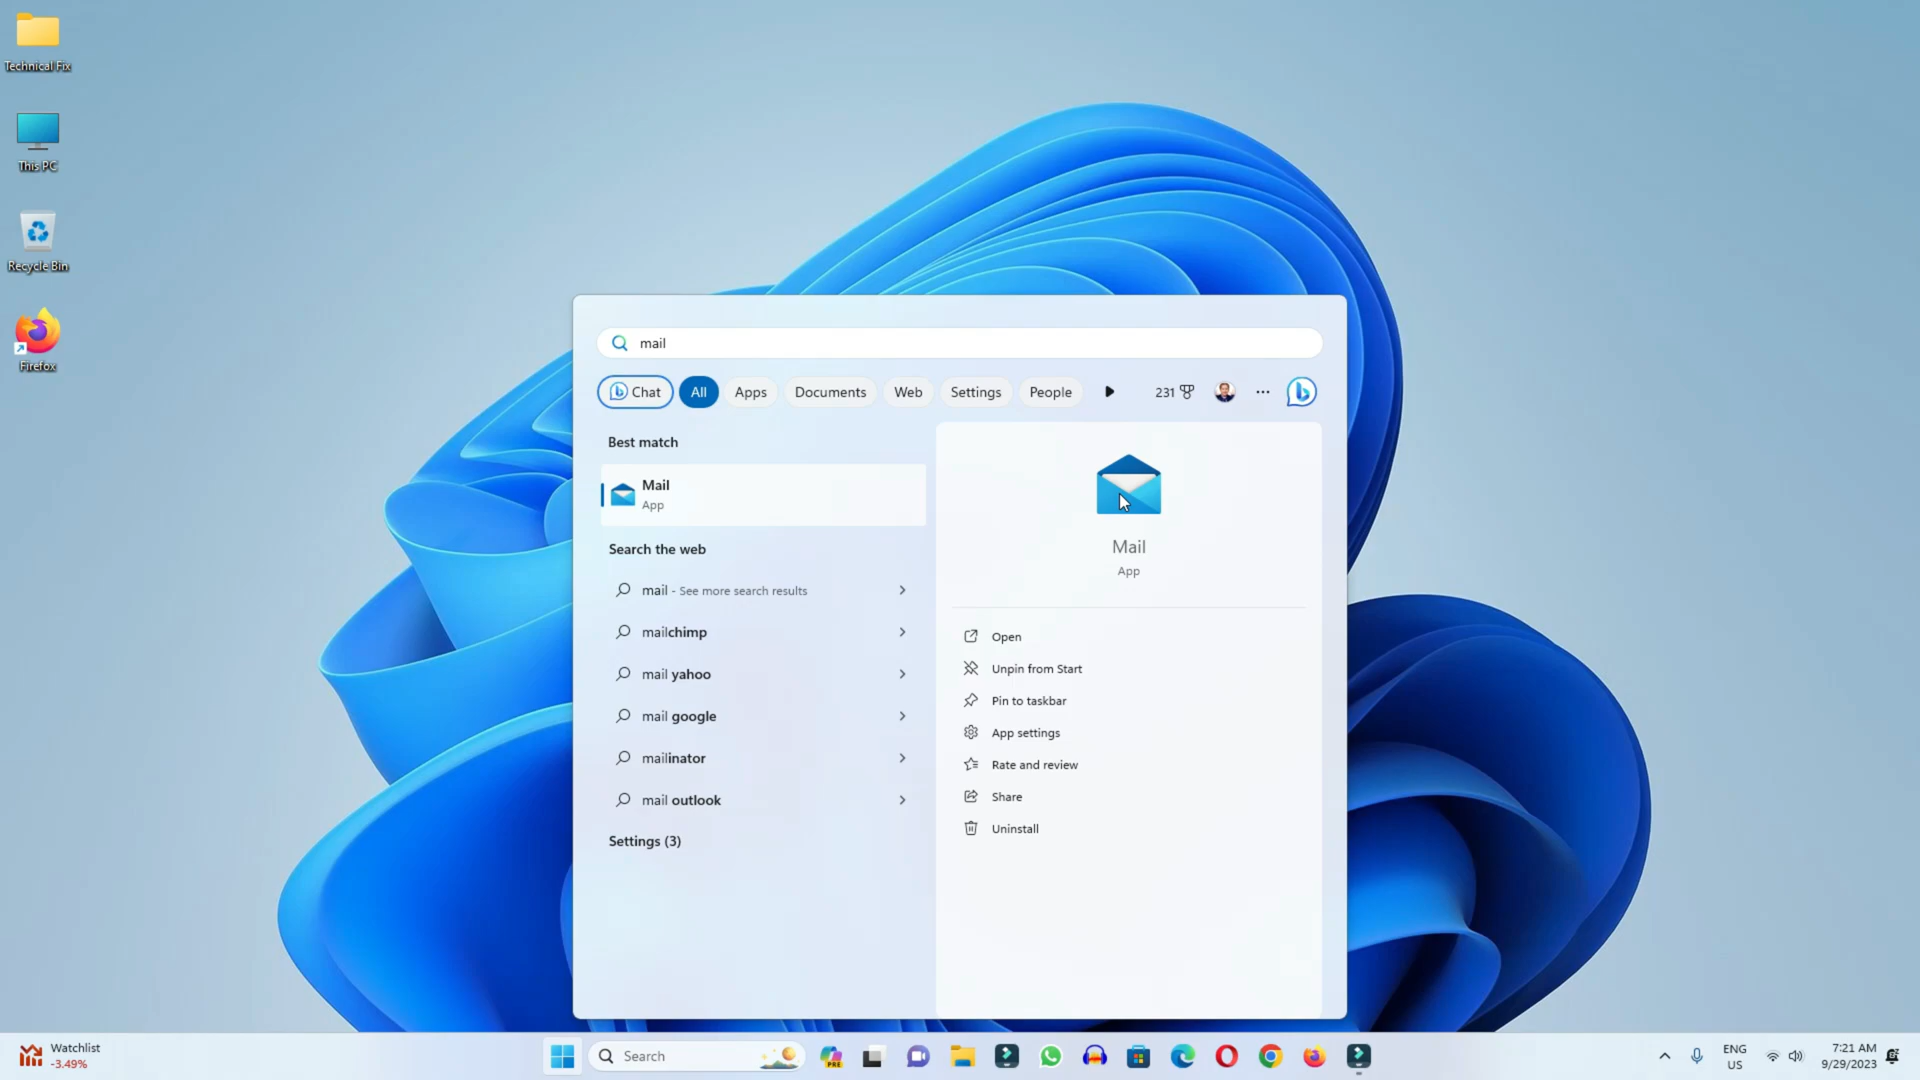 Technical Fix
This PC
Recycle Bin
Firefox
mail
Chat
All
Apps
Documents
Web
Settings
People
231
Best match
Mail
App
Search the web
mail - See more search results
mailchimp
mail yahoo
mail google
mailinator
mail outlook
Settings (3)
Mail
App
Open
Unpin from Start
Pin to taskbar
App settings
Rate and review
Share
Uninstall
Watchlist
-3.49%
Search
PRE
ENG
US
7:21 AM
9/29/2023